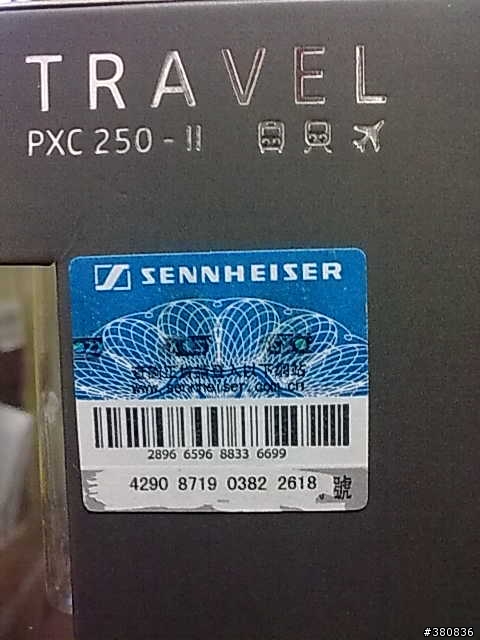 TRAVEL
PXC 250-II
SENNHEISER
www.sennheiser.com.cn
2896 6596 8833 6699
4290 8719 0382 2618 號
#380836